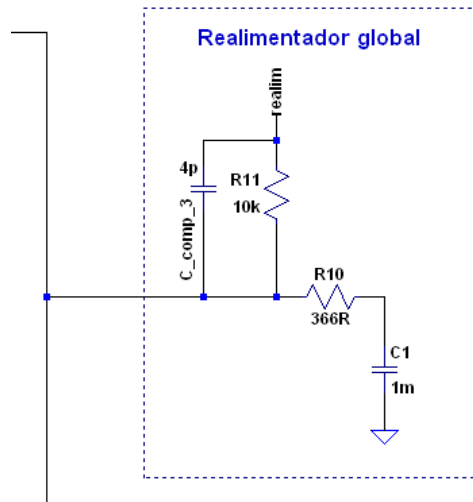 Realimentador global
realim
4p
C_comp_3
R11
10k
R10
366R
C1
1m